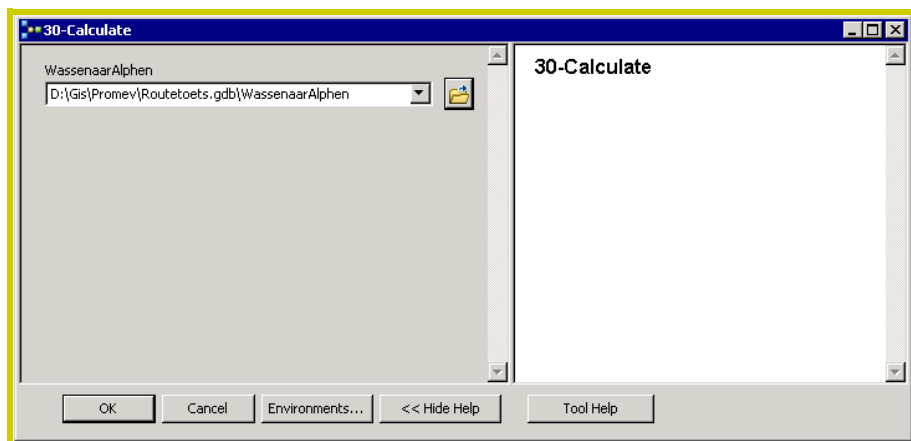 30-Calculate
WassenaarAlphen
D:\Gis\Promev\Routetoets.gdb\WassenaarAlphen
30-Calculate
OK Cancel Environments... << Hide Help Tool Help